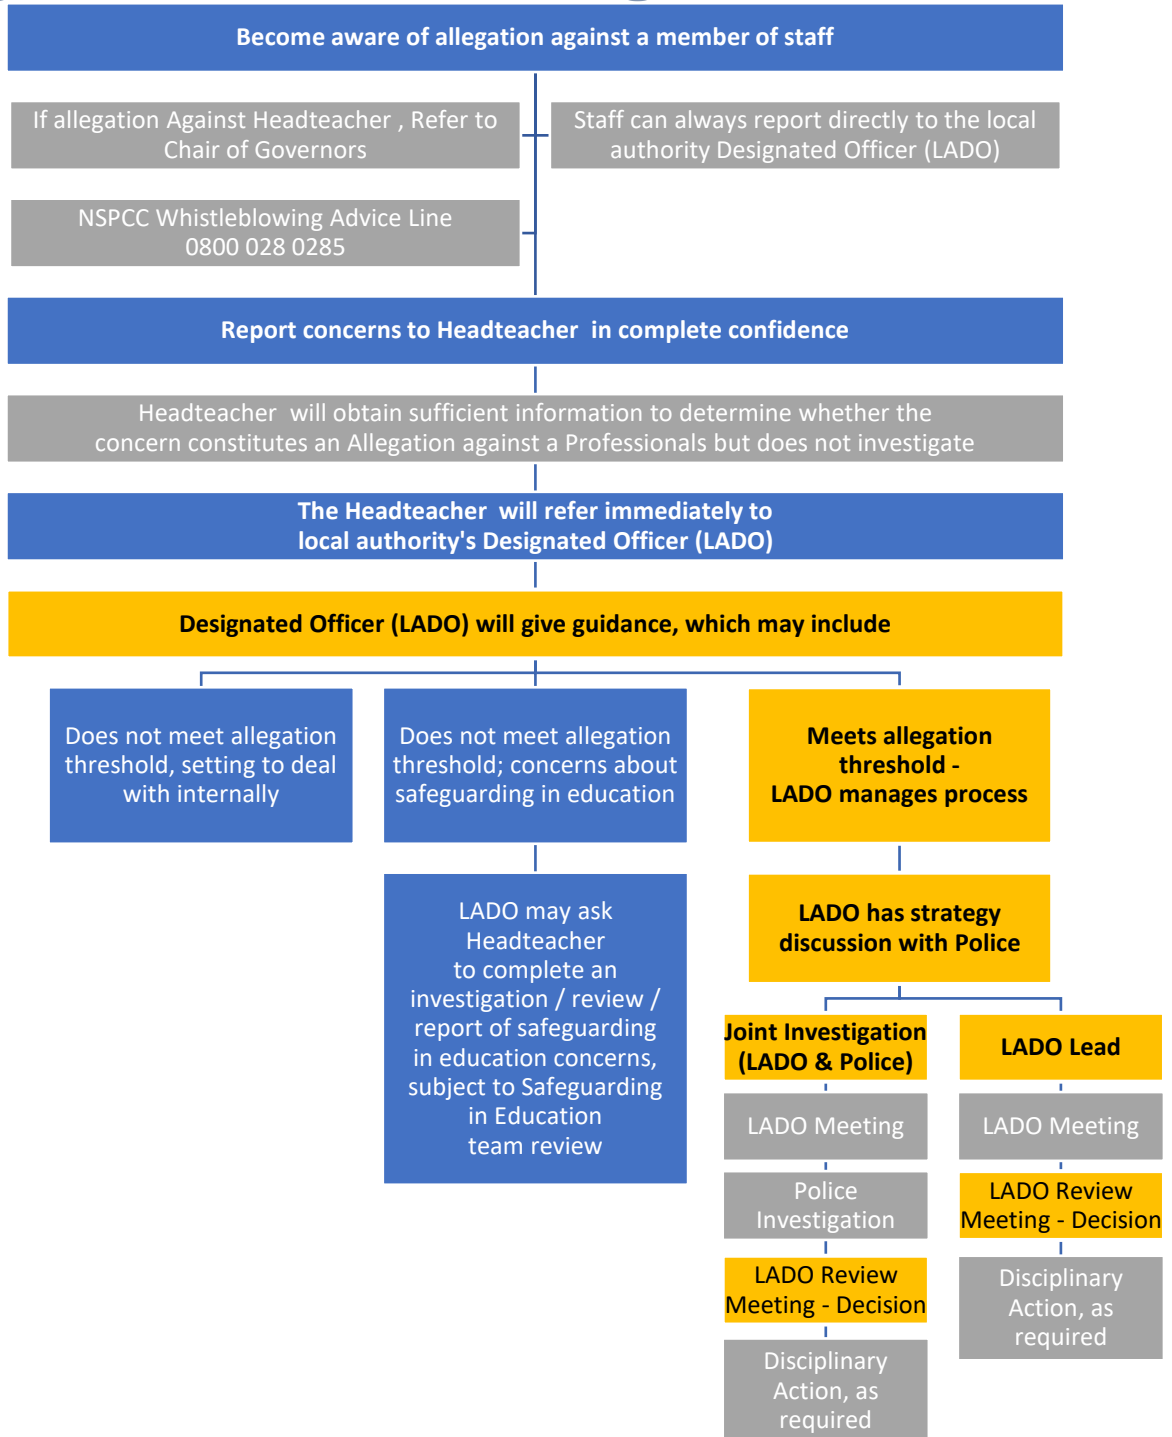 Become aware of allegation against a member of staff
If allegation Against Headteacher , Refer to
Chair of Governors
Staff can always report directly to the local
authority Designated Officer (LADO)
NSPCC Whistleblowing Advice Line
0800 028 0285
Report concerns to Headteacher  in complete confidence
Headteacher  will obtain sufficient information to determine whether the
concern constitutes an Allegation against a Professionals but does not investigate
The Headteacher  will refer immediately to
local authority's Designated Officer (LADO)
Designated Officer (LADO) will give guidance, which may include
Does not meet allegation
threshold, setting to deal
with internally
Does not meet allegation
threshold; concerns about
safeguarding in education
Meets allegation
threshold -
LADO manages process
LADO may ask
Headteacher
to complete an
investigation / review /
report of safeguarding
in education concerns,
subject to Safeguarding
in Education
team review
LADO has strategy
discussion with Police
Joint Investigation
(LADO & Police)
LADO Meeting
Police
Investigation
LADO Review
Meeting - Decision
Disciplinary
Action, as
required
LADO Lead
LADO Meeting
LADO Review
Meeting - Decision
Disciplinary
Action, as
required